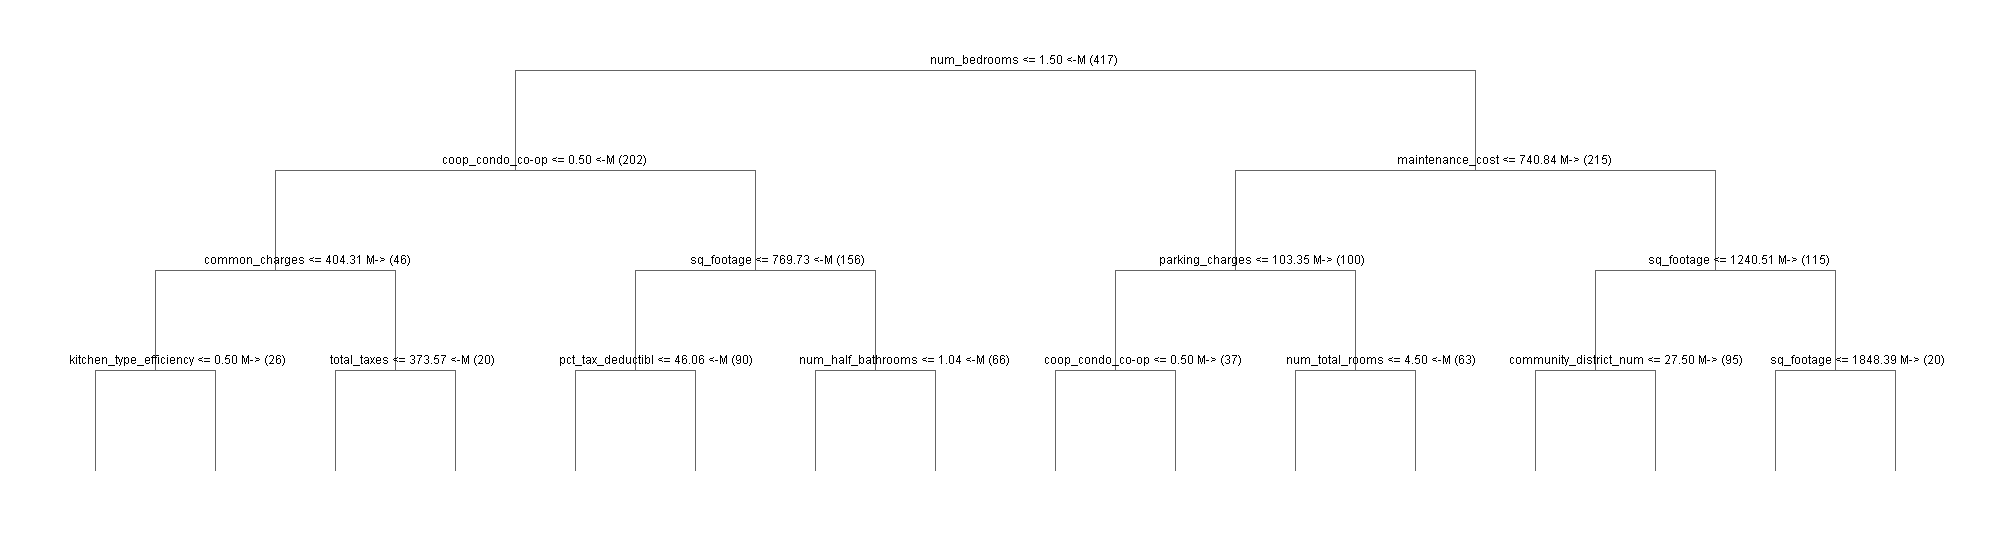 num_bedrooms <= 1.50 <-M (417)
coop_condo_co-op <= 0.50 <-M (202)
maintenance_cost <= 740.84 M-> (215)
common_charges <= 404.31 M-> (46)
sq_footage <= 769.73 <-M (156)
parking_charges <= 103.35 M-> (100)
sq_footage <= 1240.51 M-> (115)
kitchen_type_efficiency <= 0.50 M-> (26)
total_taxes <= 373.57 <-M (20)
pct_tax_deductibl <= 46.06 <-M (90)
num_half_bathrooms <= 1.04 <-M (66)
coop_condo_co-op <= 0.50 M-> (37)
num_total_rooms <= 4.50 <-M (63)
community_district_num <= 27.50 M-> (95)
sq_footage <= 1848.39 M-> (20)